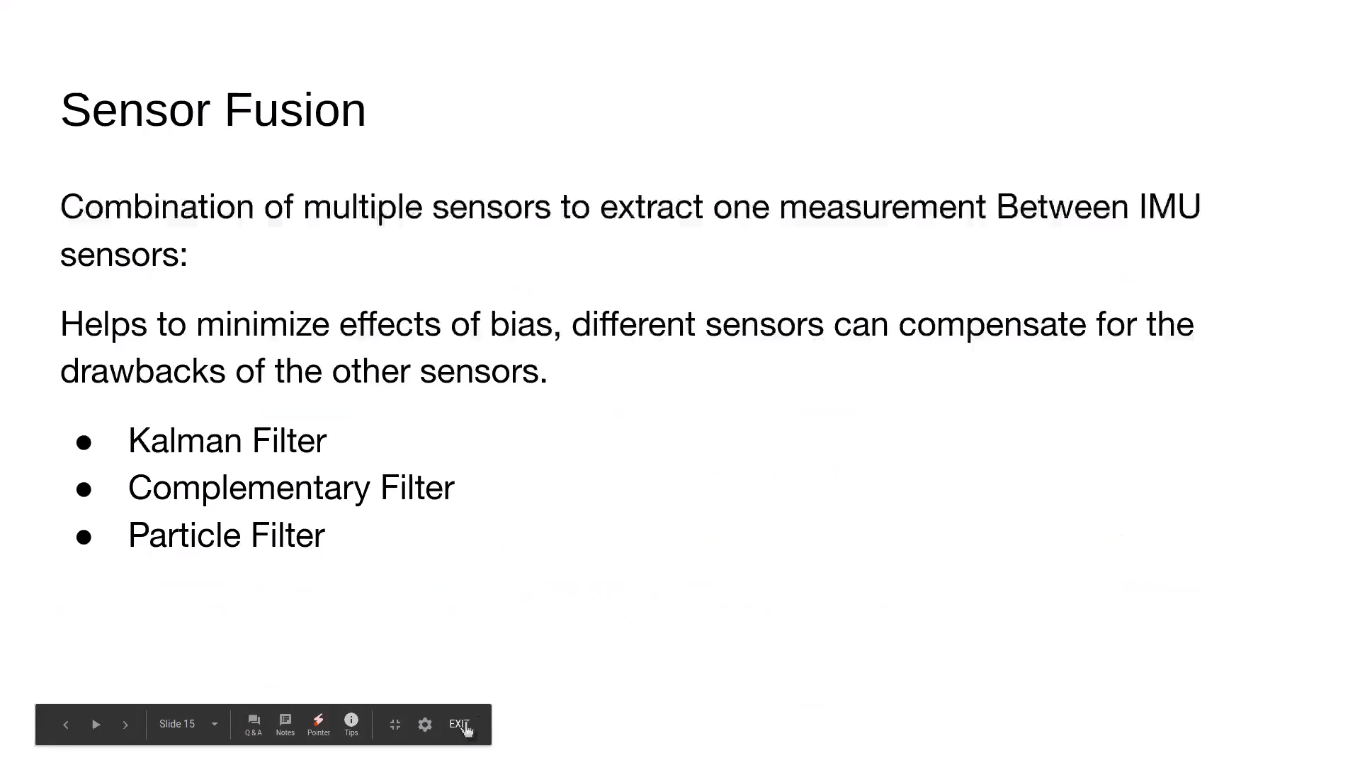 Sensor Fusion
Combination of multiple sensors to extract one measurement Between IMU
sensors:
Helps to minimize effects of bias, different sensors can compensate for the
drawbacks of the other sensors.
● Kalman Filter
● Complementary Filter
● Particle Filter
Slide 15
Q & A
Notes
Pointer
Tips
EXIT